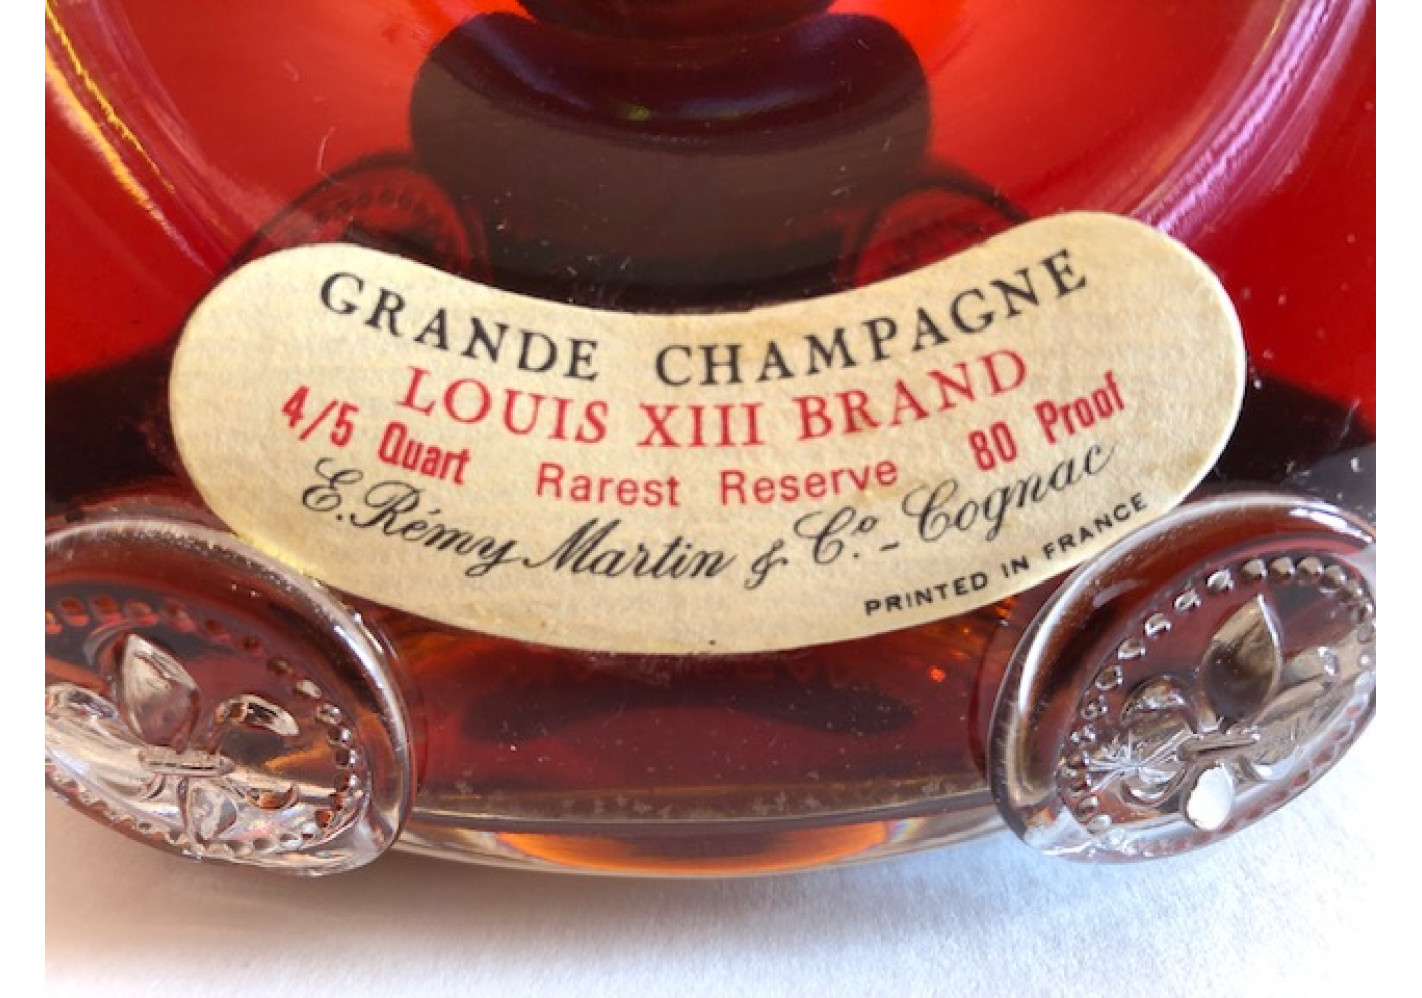 GRANDE CHAMPAGNE
LOUIS XIII BRAND
4/5 Quart Rarest Reserve 80 Proof
E. Rémy Martin & Cº. - Cognac
PRINTED IN FRANCE